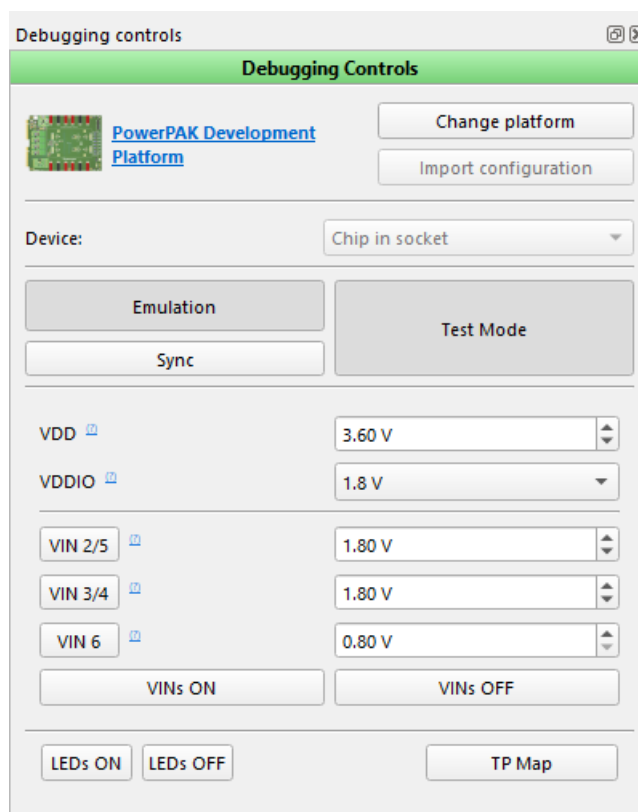 Debugging controls
Debugging Controls
PowerPAK Development
Platform
Change platform
Import configuration
Device:
Chip in socket
Emulation
Sync
Test Mode
VDD (?)
3.60 V
VDDIO (?)
1.8 V
VIN 2/5 (?)
1.80 V
VIN 3/4 (?)
1.80 V
VIN 6 (?)
0.80 V
VINs ON
VINs OFF
LEDs ON
LEDs OFF
TP Map